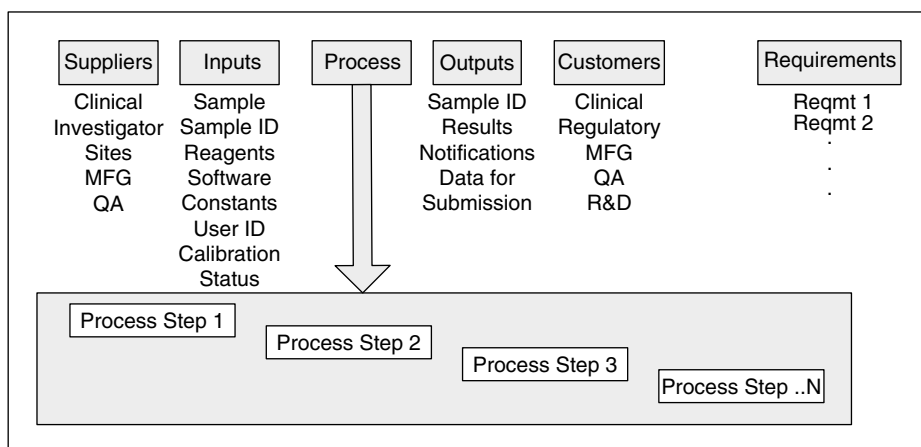 Suppliers
Clinical
Investigator
Sites
MFG
QA
Inputs
Sample
Sample ID
Reagents
Software
Constants
User ID
Calibration
Status
Process
Outputs
Sample ID
Results
Notifications
Data for
Submission
Customers
Clinical
Regulatory
MFG
QA
R&D
Requirements
Reqmt 1
Reqmt 2
.
.
.
Process Step 1
Process Step 2
Process Step 3
Process Step ..N